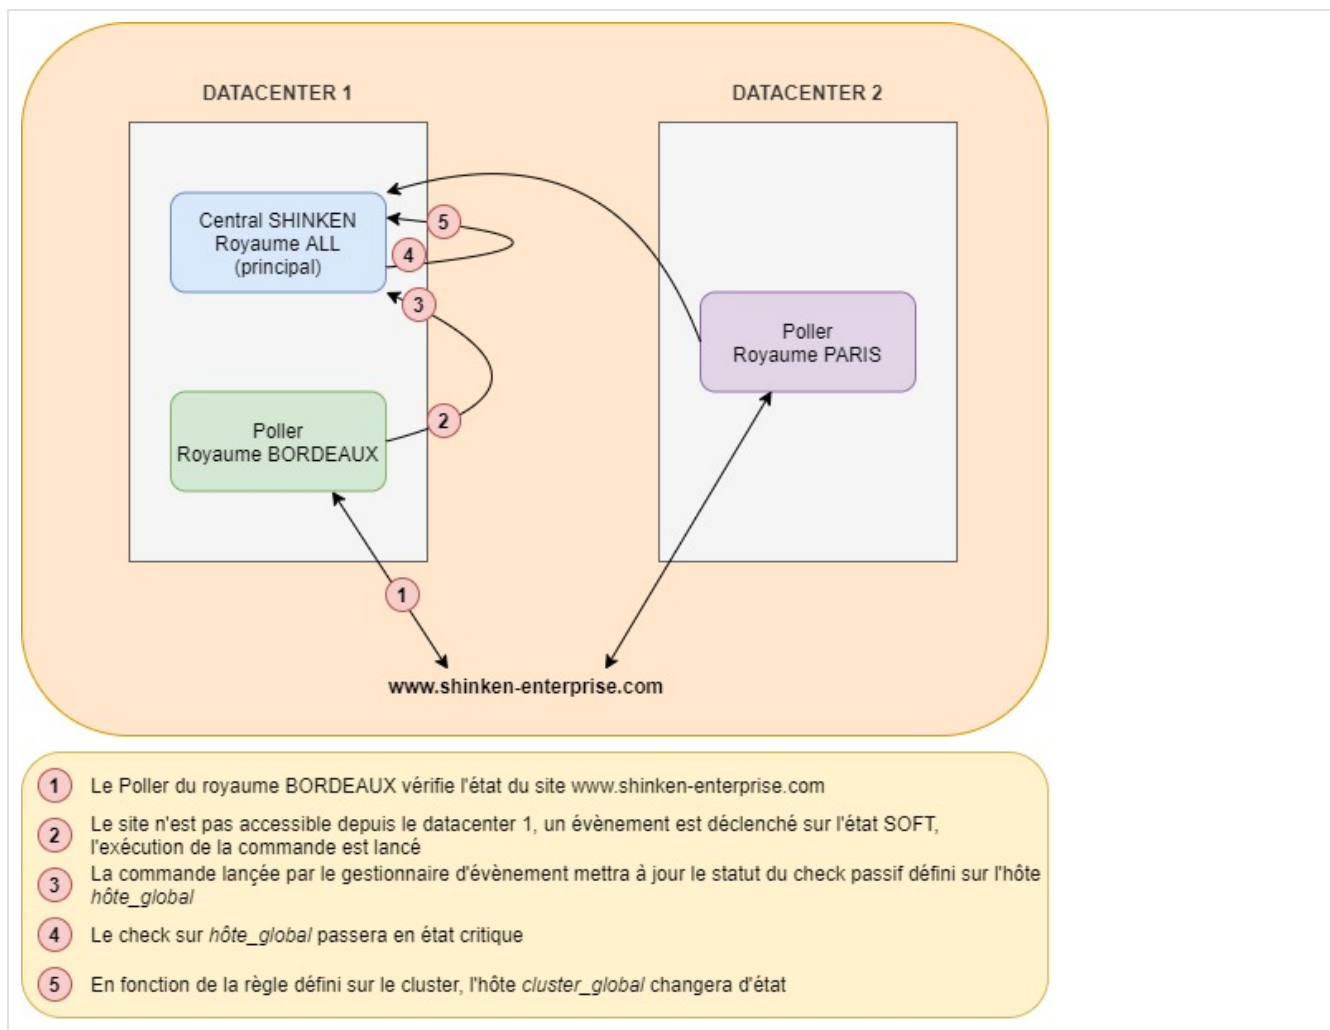 DATACENTER 1
DATACENTER 2
Central SHINKEN
Royaume ALL
(principal)
5
4
3
Poller
Royaume PARIS
Poller
Royaume BORDEAUX
2
1
www.shinken-enterprise.com
1 Le Poller du royaume BORDEAUX vérifie l'état du site www.shinken-enterprise.com
2 Le site n'est pas accessible depuis le datacenter 1, un évènement est déclenché sur l'état SOFT,
l'exécution de la commande est lancé
3 La commande lançée par le gestionnaire d'évènement mettra à jour le statut du check passif défini sur l'hôte
hôte_global
4 Le check sur hôte_global passera en état critique
5 En fonction de la règle défini sur le cluster, l'hôte cluster_global changera d'état